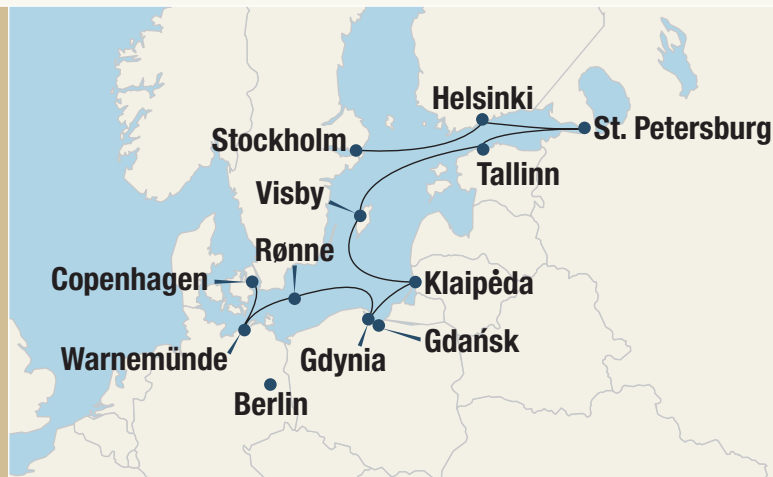 Helsinki
Stockholm
St. Petersburg
Tallinn
Visby
Rønne
Copenhagen
Klaipėda
Gdańsk
Warnemünde
Gdynia
Berlin